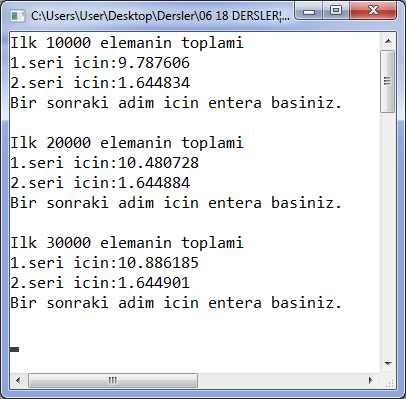 C:\Users\User\Desktop\Dersler\06 18 DERSLER¦...
Ilk 10000 elemanin toplami
1.seri icin:9.787606
2.seri icin:1.644834
Bir sonraki adim icin entera basiniz.
Ilk 20000 elemanin toplami
1.seri icin:10.480728
2.seri icin:1.644884
Bir sonraki adim icin entera basiniz.
Ilk 30000 elemanin toplami
1.seri icin:10.886185
2.seri icin:1.644901
Bir sonraki adim icin entera basiniz.